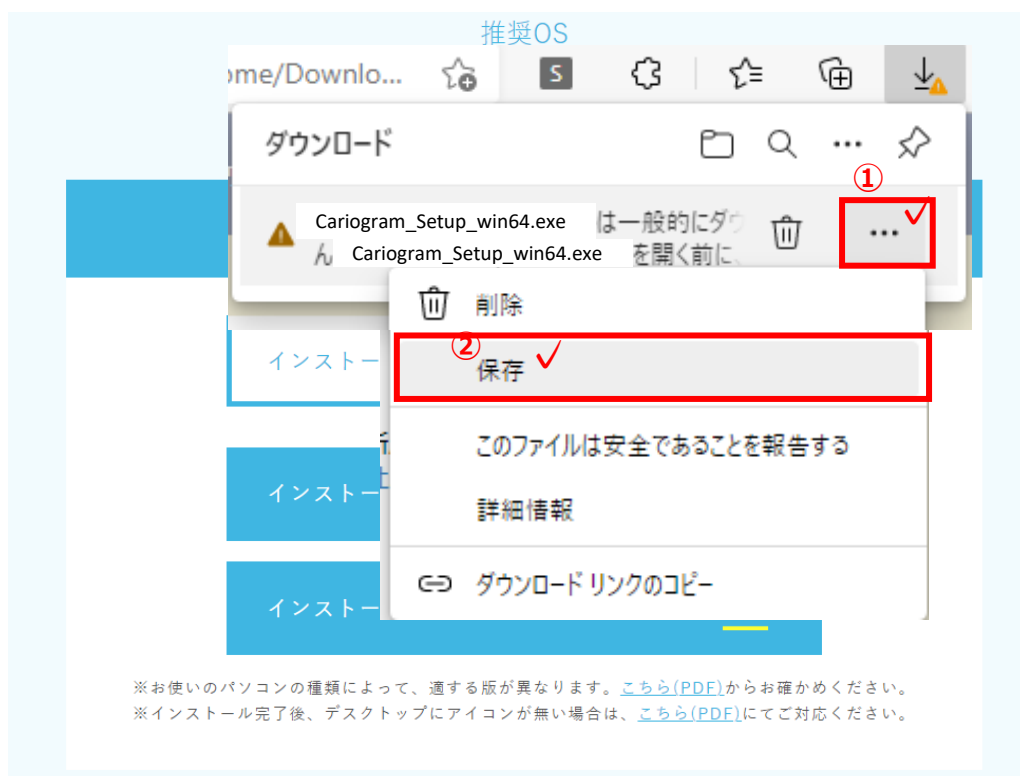 推奨OS
ome/Downlo...
S
ダウンロード
①
Cariogram_Setup_win64.exe は一般的にダウ
ん Cariogram_Setup_win64.exe を開く前に、
削除
②
保存
インストー
このファイルは安全であることを報告する
インストー
詳細情報
ダウンロード リンクのコピー
インストー
※お使いのパソコンの種類によって、適する版が異なります。こちら(PDF)からお確かめください。
※インストール完了後、デスクトップにアイコンが無い場合は、こちら(PDF)にてご対応ください。